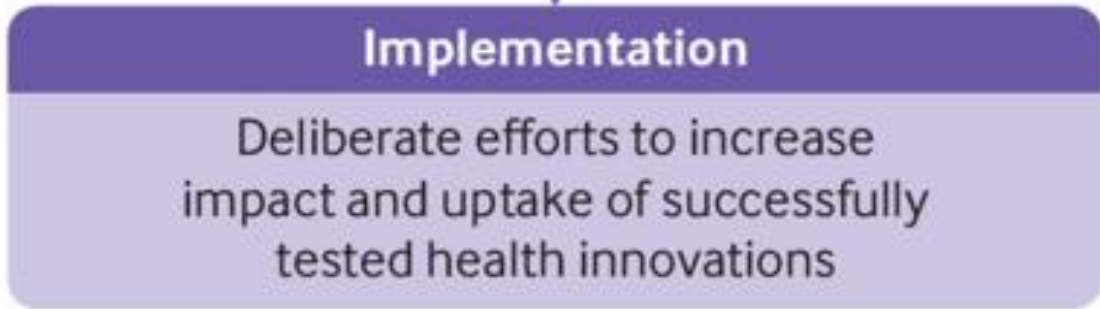 Implementation
Deliberate efforts to increase
impact and uptake of successfully
tested health innovations